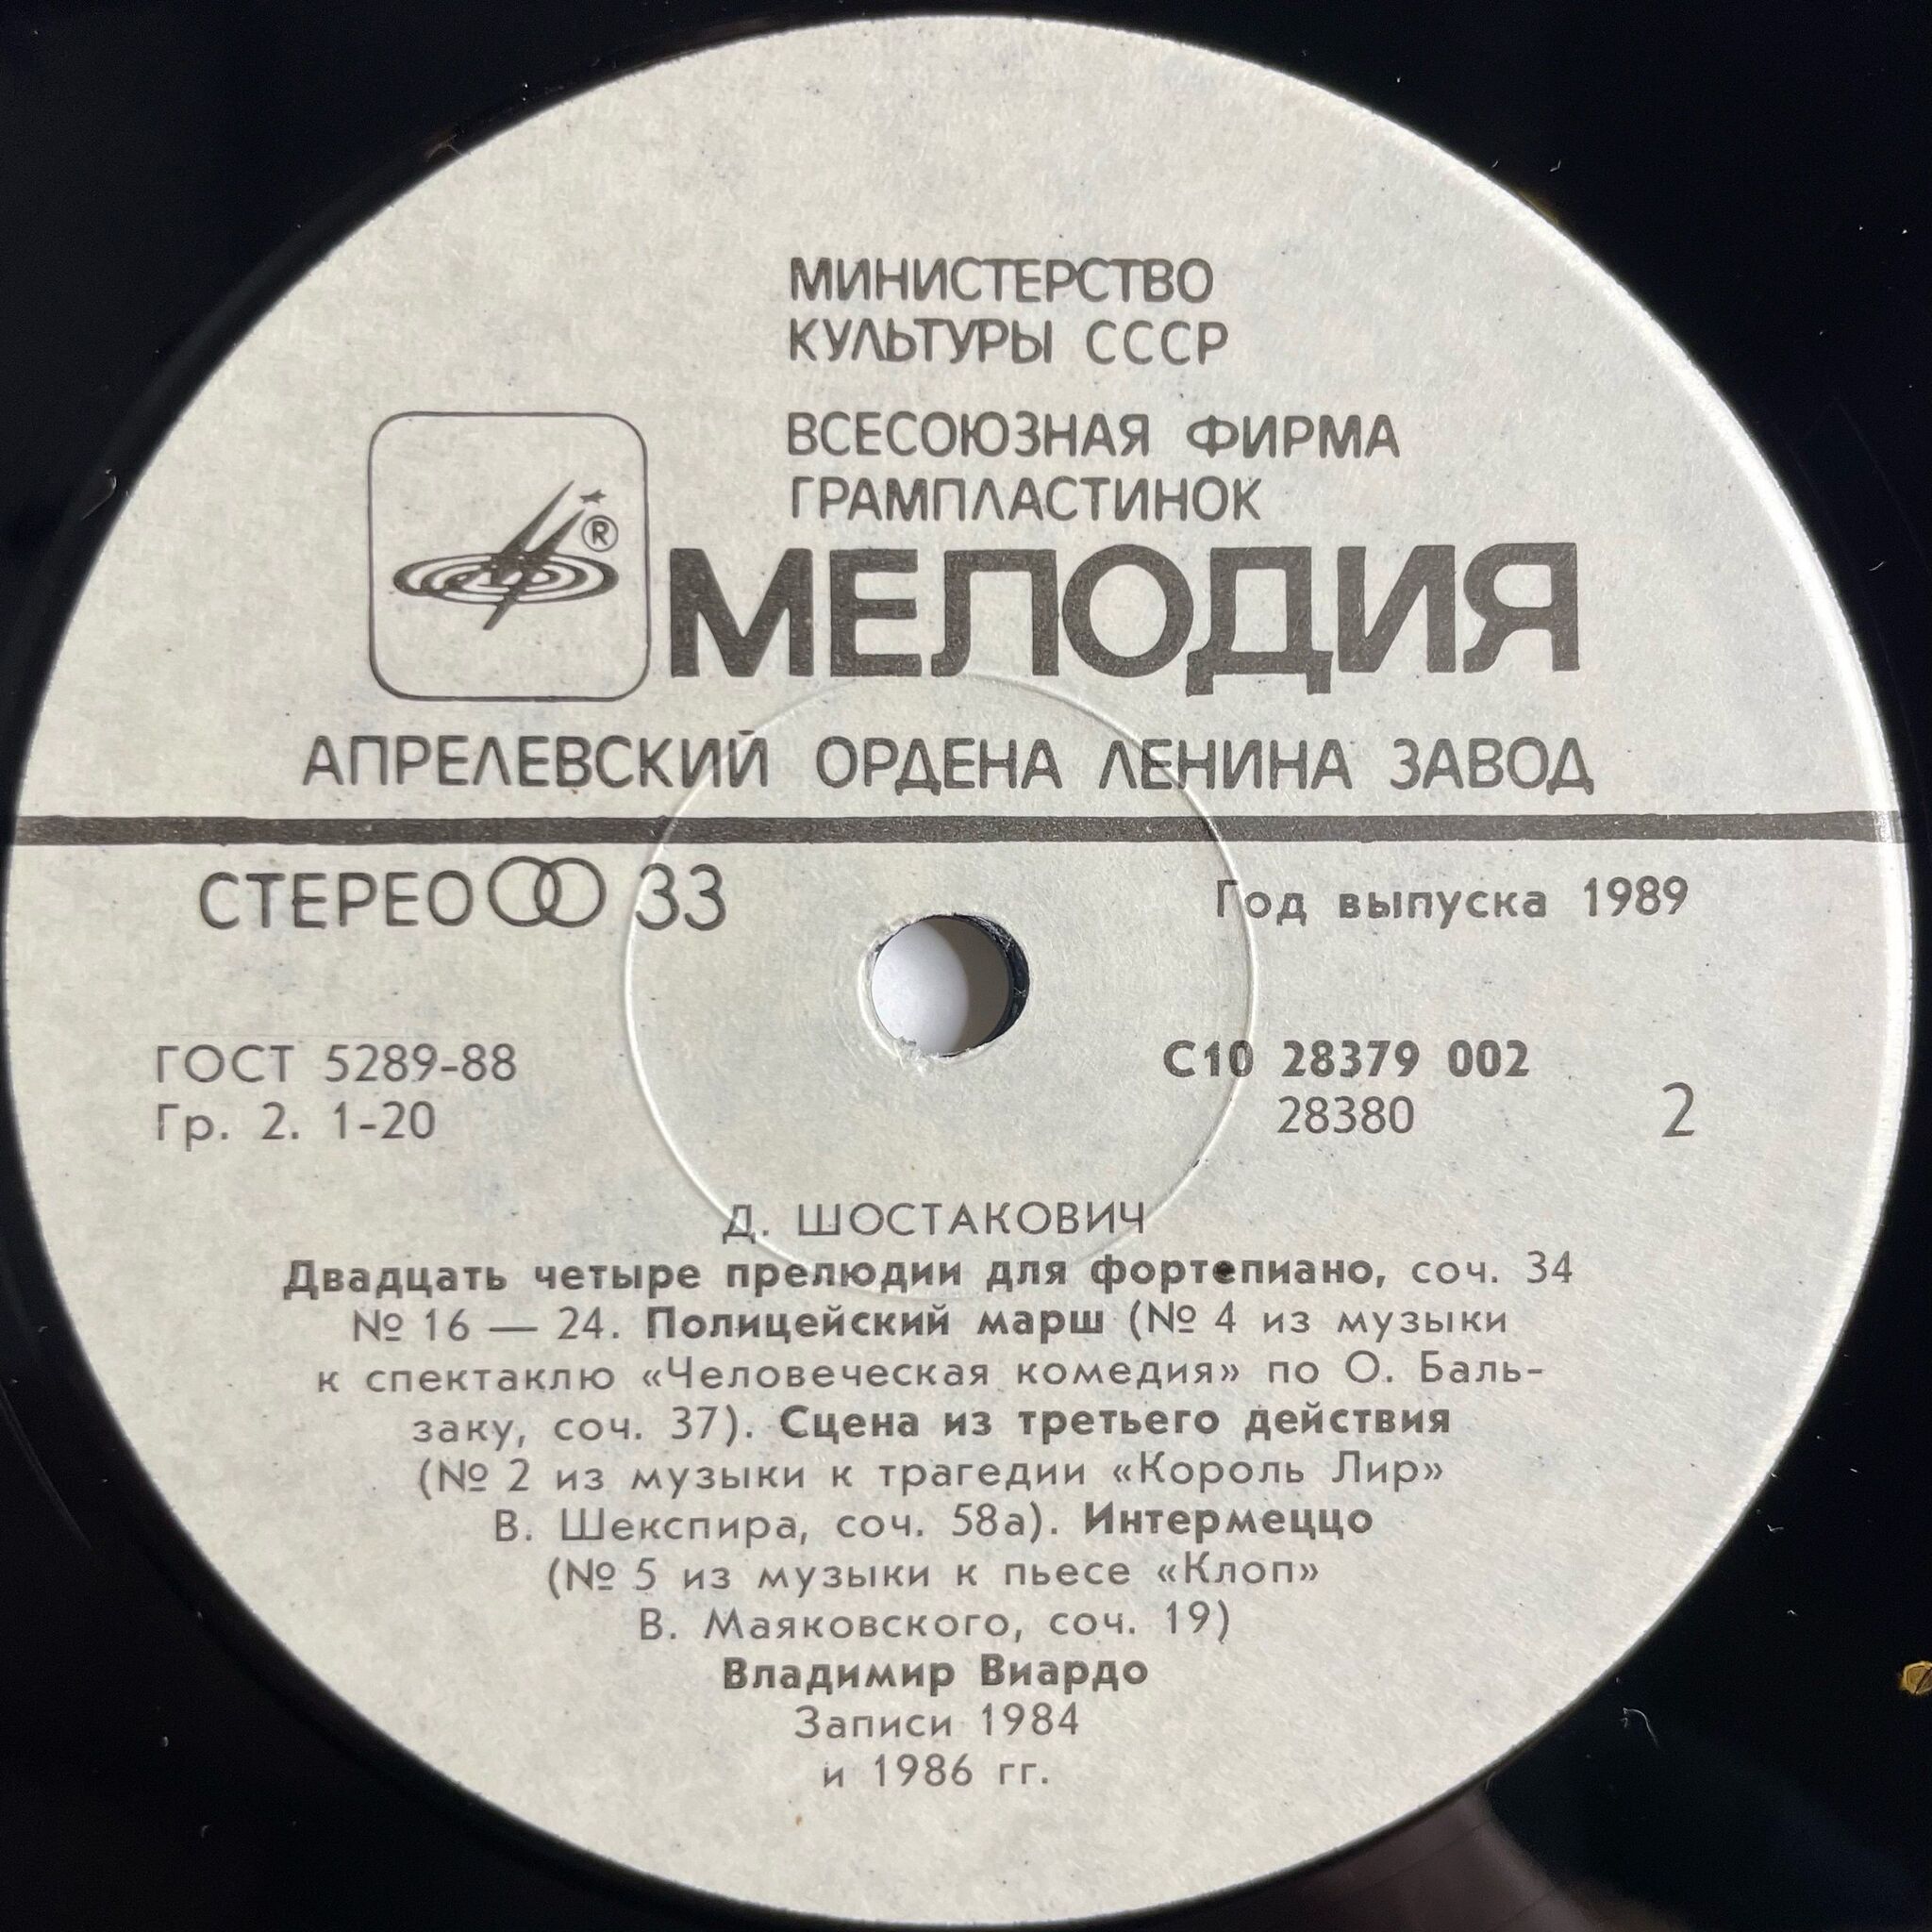 МИНИСТЕРСТВО
КУЛЬТУРЫ СССР
ВСЕСОЮЗНАЯ ФИРМА
ГРАМПЛАСТИНОК
®
МЕЛОДИЯ
АПРЕЛЕВСКИЙ ОРДЕНА ЛЕНИНА ЗАВОД
СТЕРЕО 33
Год выпуска 1989
ГОСТ 5289-88
Гр. 2. 1-20
С10 28379 002
28380
2
Д. ШОСТАКОВИЧ
Двадцать четыре прелюдии для фортепиано, соч. 34
№ 16 — 24. Полицейский марш (№ 4 из музыки
к спектаклю «Человеческая комедия» по О. Баль-
заку, соч. 37). Сцена из третьего действия
(№ 2 из музыки к трагедии «Король Лир»
В. Шекспира, соч. 58а). Интермеццо
(№ 5 из музыки к пьесе «Клоп»
В. Маяковского, соч. 19)
Владимир Виардо
Записи 1984
и 1986 гг.